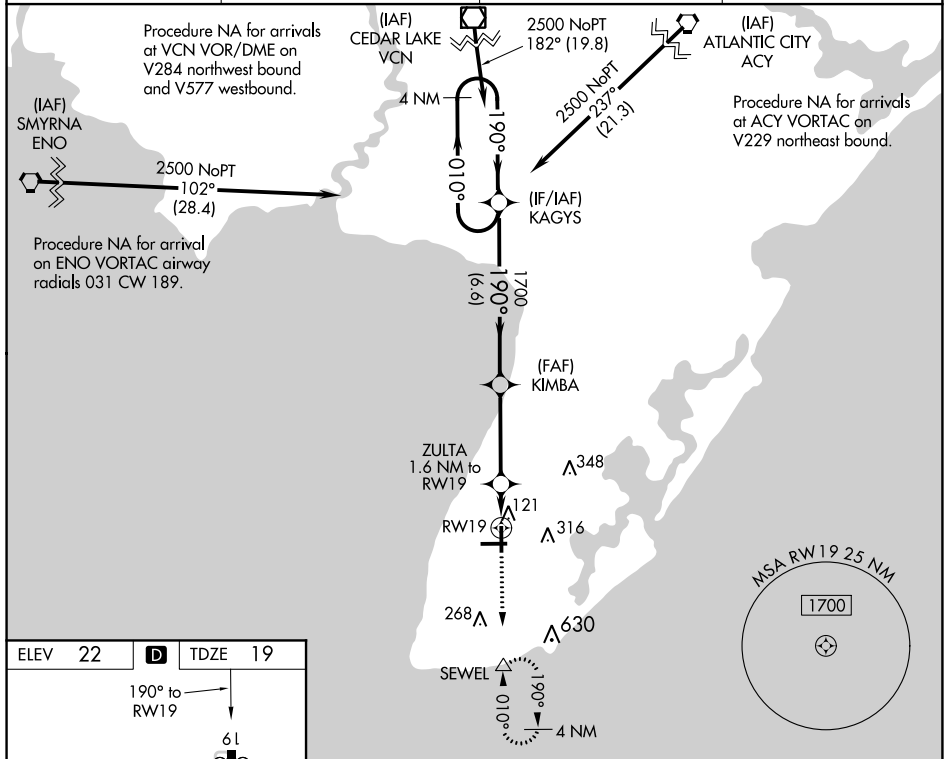 Procedure NA for arrivals
at VCN VOR/DME on
V284 northwest bound
and V577 westbound.
(IAF)
CEDAR LAKE
VCN
2500 NoPT
182° (19.8)
(IAF)
ATLANTIC CITY
ACY
2500 NoPT
237°
(21.3)
Procedure NA for arrivals
at ACY VORTAC on
V229 northeast bound.
(IAF)
SMYRNA
ENO
4 NM
190°
010°
2500 NoPT
102°
(28.4)
(IF/IAF)
KAGYS
Procedure NA for arrival
on ENO VORTAC airway
radials 031 CW 189.
1700
190°
(6.6)
(FAF)
KIMBA
ZULTA
1.6 NM to
RW19
348
121
RW19
316
MSA RW19 25 NM
1700
268
630
ELEV 22
D
TDZE 19
SEWEL
190°
010°
4 NM
190° to
RW19
19